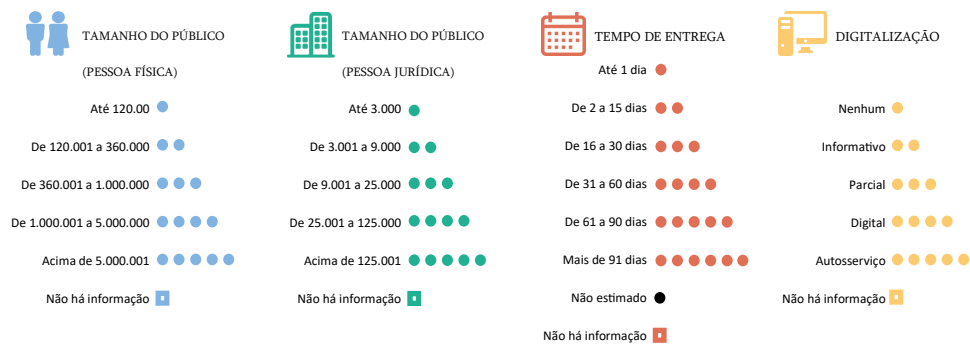 TAMANHO DO PÚBLICO
(PESSOA FÍSICA)
Até 120.00
De 120.001 a 360.000
De 360.001 a 1.000.000
De 1.000.001 a 5.000.000
Acima de 5.000.001
Não há informação
TAMANHO DO PÚBLICO
(PESSOA JURÍDICA)
Até 3.000
De 3.001 a 9.000
De 9.001 a 25.000
De 25.001 a 125.000
Acima de 125.001
Não há informação
TEMPO DE ENTREGA
Até 1 dia
De 2 a 15 dias
De 16 a 30 dias
De 31 a 60 dias
De 61 a 90 dias
Mais de 91 dias
Não estimado
Não há informação
DIGITALIZAÇÃO
Nenhum
Informativo
Parcial
Digital
Autosserviço
Não há informação